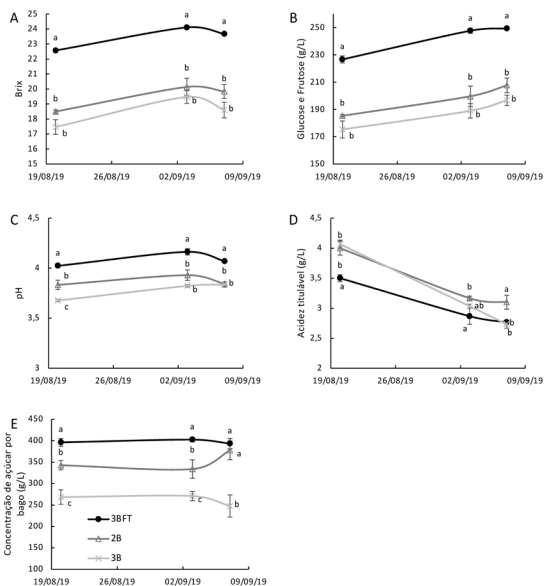 A
25
24
23
22
21
20
19
18
17
16
15
Brix
a
a
a
b
b
b
b
b
b
19/08/19 26/08/19 02/09/19 09/09/19
B
250
230
210
190
170
150
Glucose e Frutose (g/L)
a
a
a
b
b
b
b
b
b
19/08/19 26/08/19 02/09/19 09/09/19
C
4,5
4
3,5
3
pH
a
a
a
b
b
b
c
b
b
19/08/19 26/08/19 02/09/19 09/09/19
D
4,5
4
3,5
3
2,5
2
Acidez titulável (g/L)
b
b
a
b
ab
a
a
b
b
19/08/19 26/08/19 02/09/19 09/09/19
E
450
400
350
300
250
200
150
100
Concentração de açúcar por
bago (g/L)
a
a
a
b
b
a
c
c
b
3BFT
2B
3B
19/08/19 26/08/19 02/09/19 09/09/19